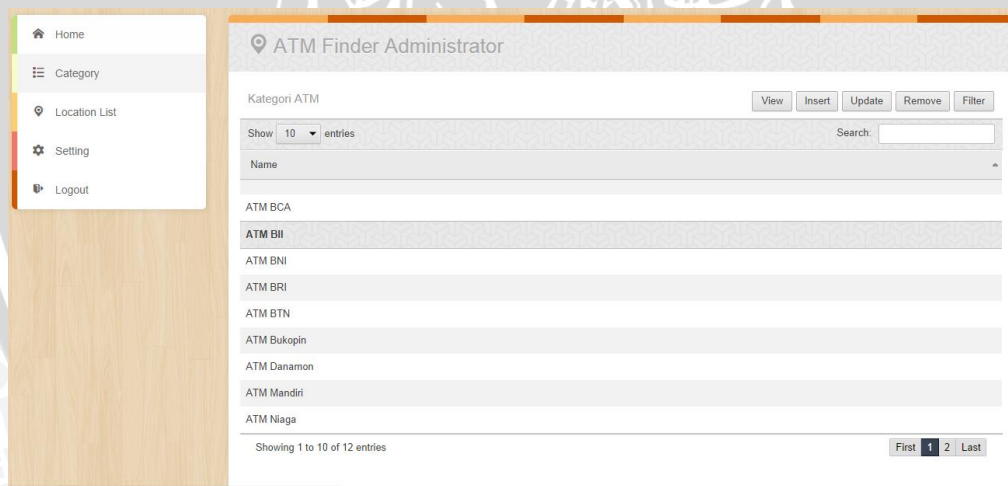 Home
Category
Location List
Setting
Logout
ATM Finder Administrator
Kategori ATM
View Insert Update Remove Filter
Show 10 entries Search:
Name
ATM BCA
ATM BII
ATM BNI
ATM BRI
ATM BTN
ATM Bukopin
ATM Danamon
ATM Mandiri
ATM Niaga
Showing 1 to 10 of 12 entries
First 1 2 Last